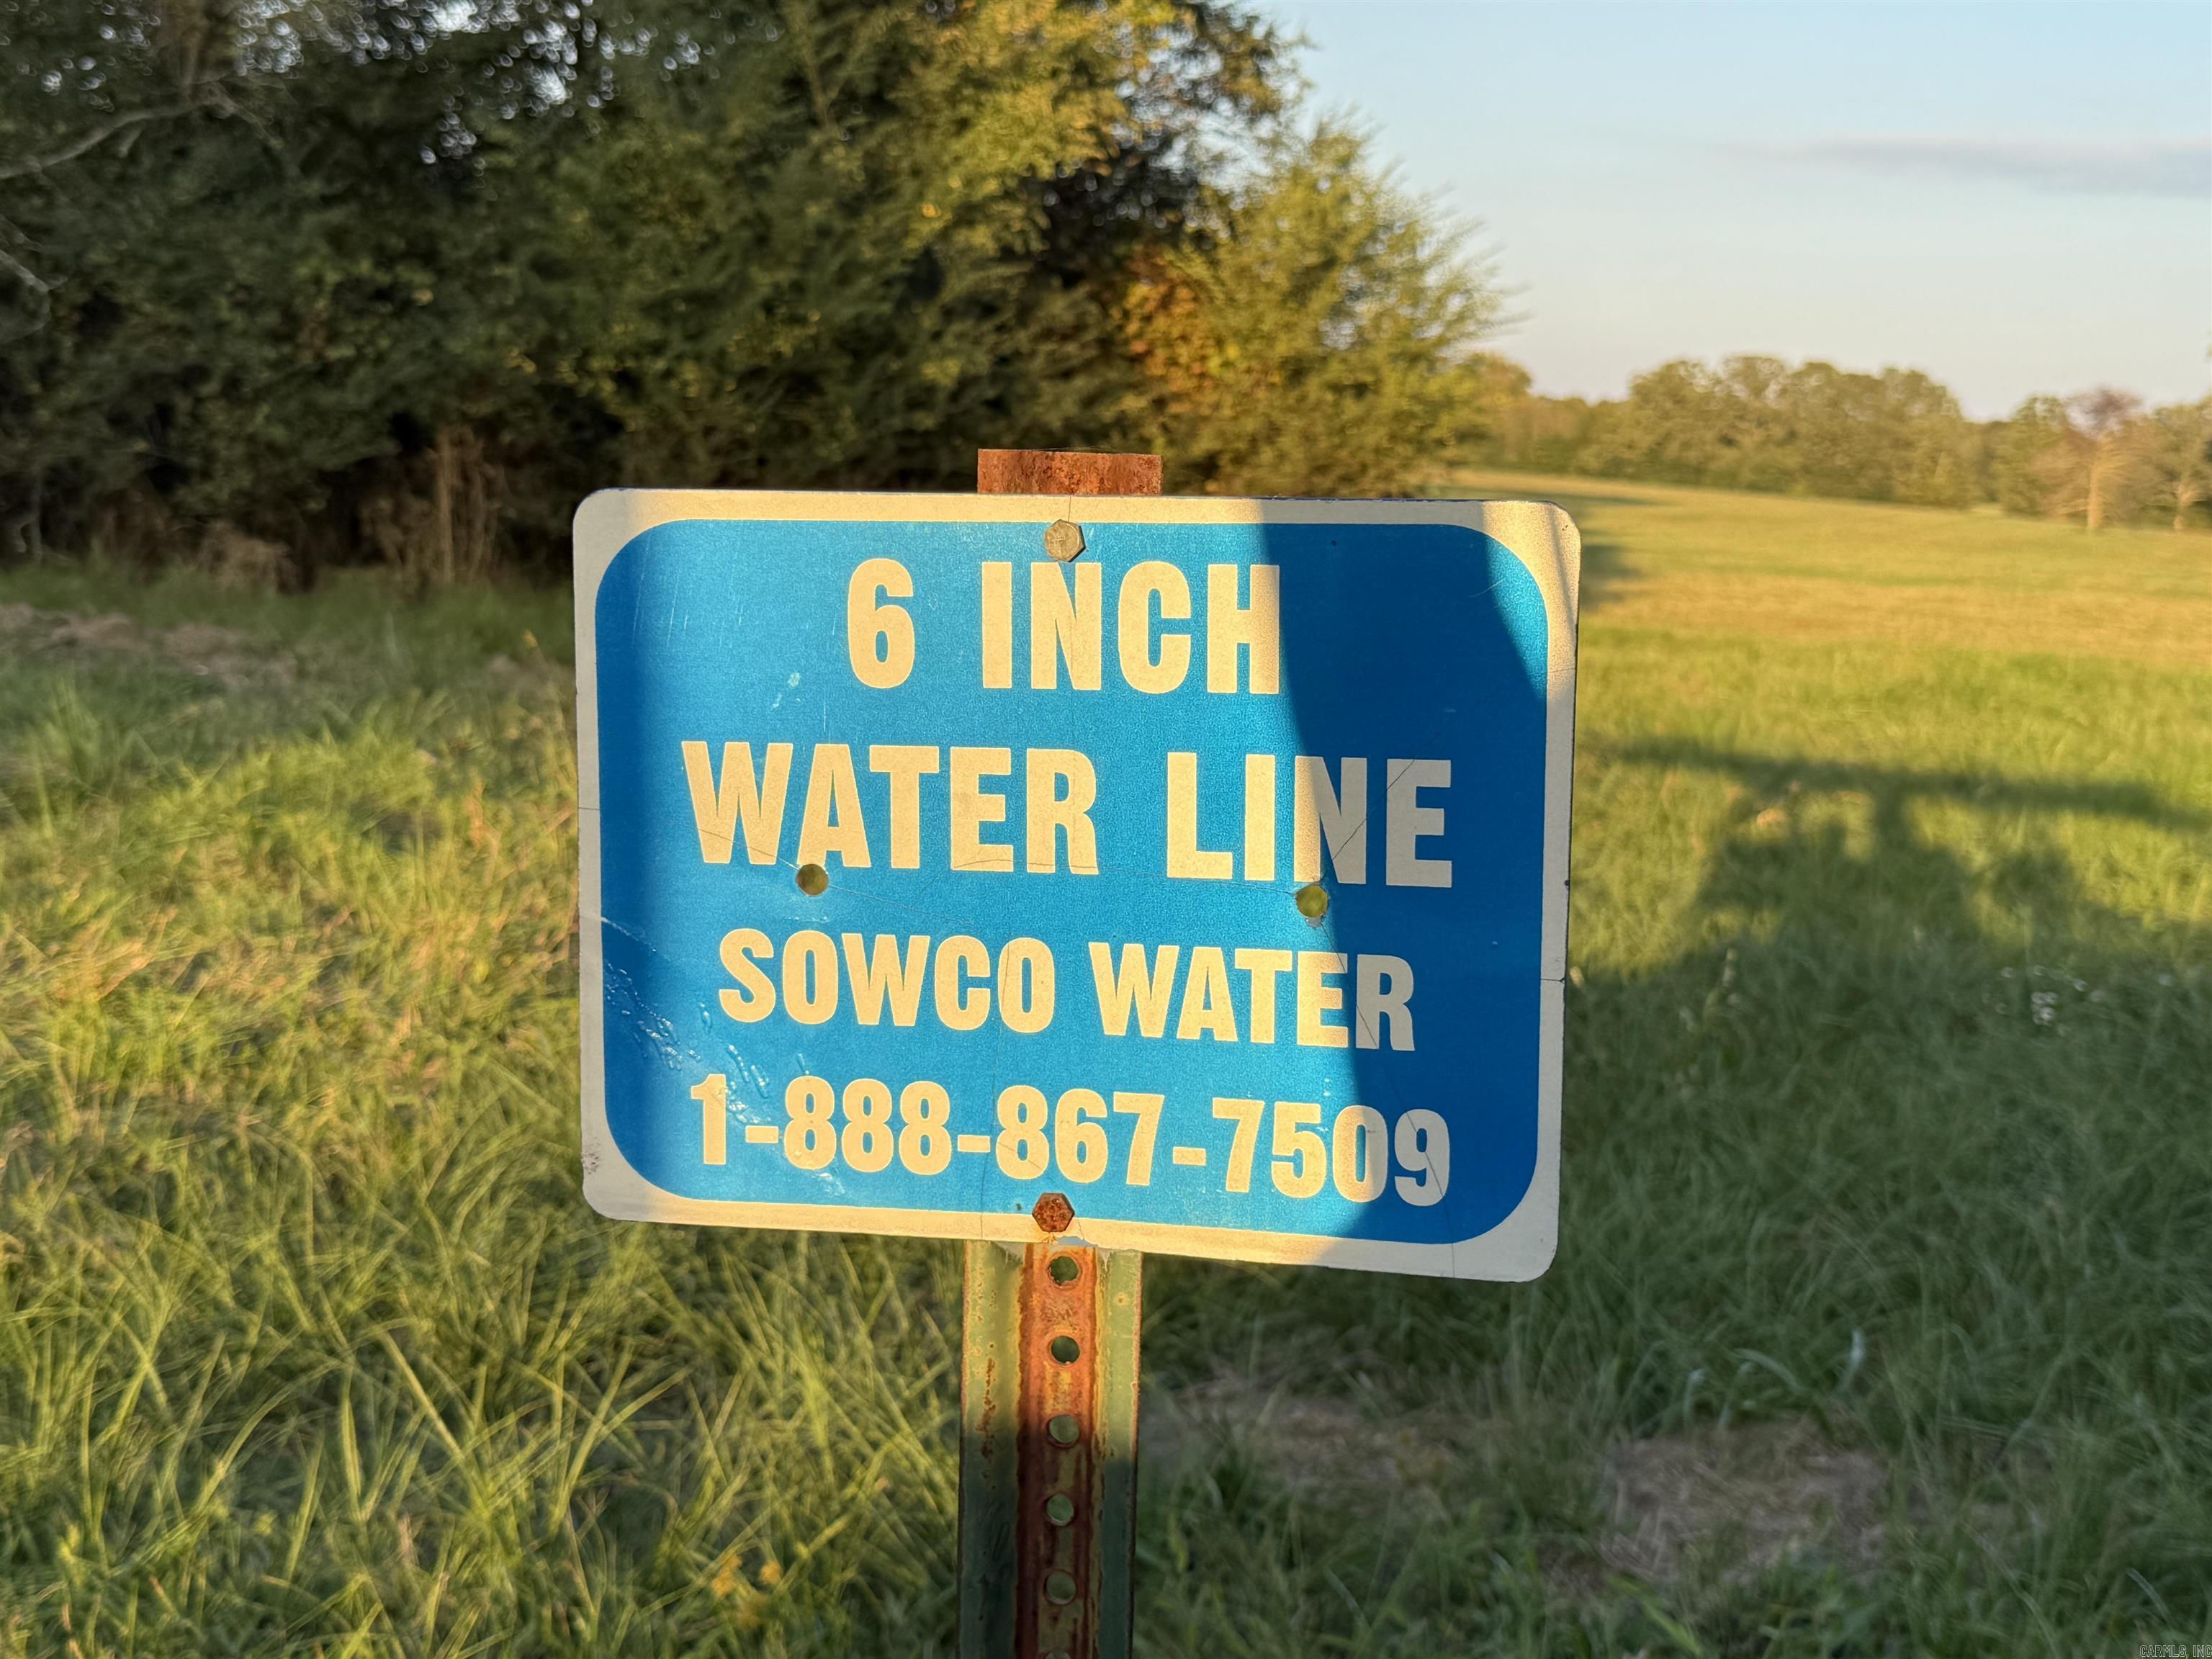 6 INCH
WATER LINE
SOWCO WATER
1-888-867-7509
CARMLS, INC